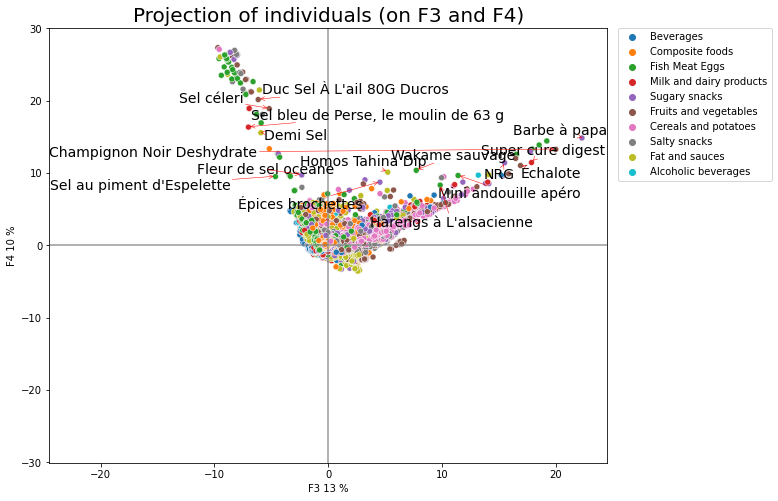 Projection of individuals (on F3 and F4)
30
20
10
0
−10
−20
−30
F4 10 %
−20
−10
0
10
20
F3 13 %
Duc Sel À L'ail 80G Ducros
Sel céleri
Sel bleu de Perse, le moulin de 63 g
Demi Sel
Barbe à papa
Champignon Noir Deshydrate
Super cure digest
Wakame sauvage
Homos Tahina Dip
Fleur de sel océane
NRG
Echalote
Sel au piment d'Espelette
Mini andouille apéro
Épices brochettes
Harengs à L'alsacienne
Beverages
Composite foods
Fish Meat Eggs
Milk and dairy products
Sugary snacks
Fruits and vegetables
Cereals and potatoes
Salty snacks
Fat and sauces
Alcoholic beverages